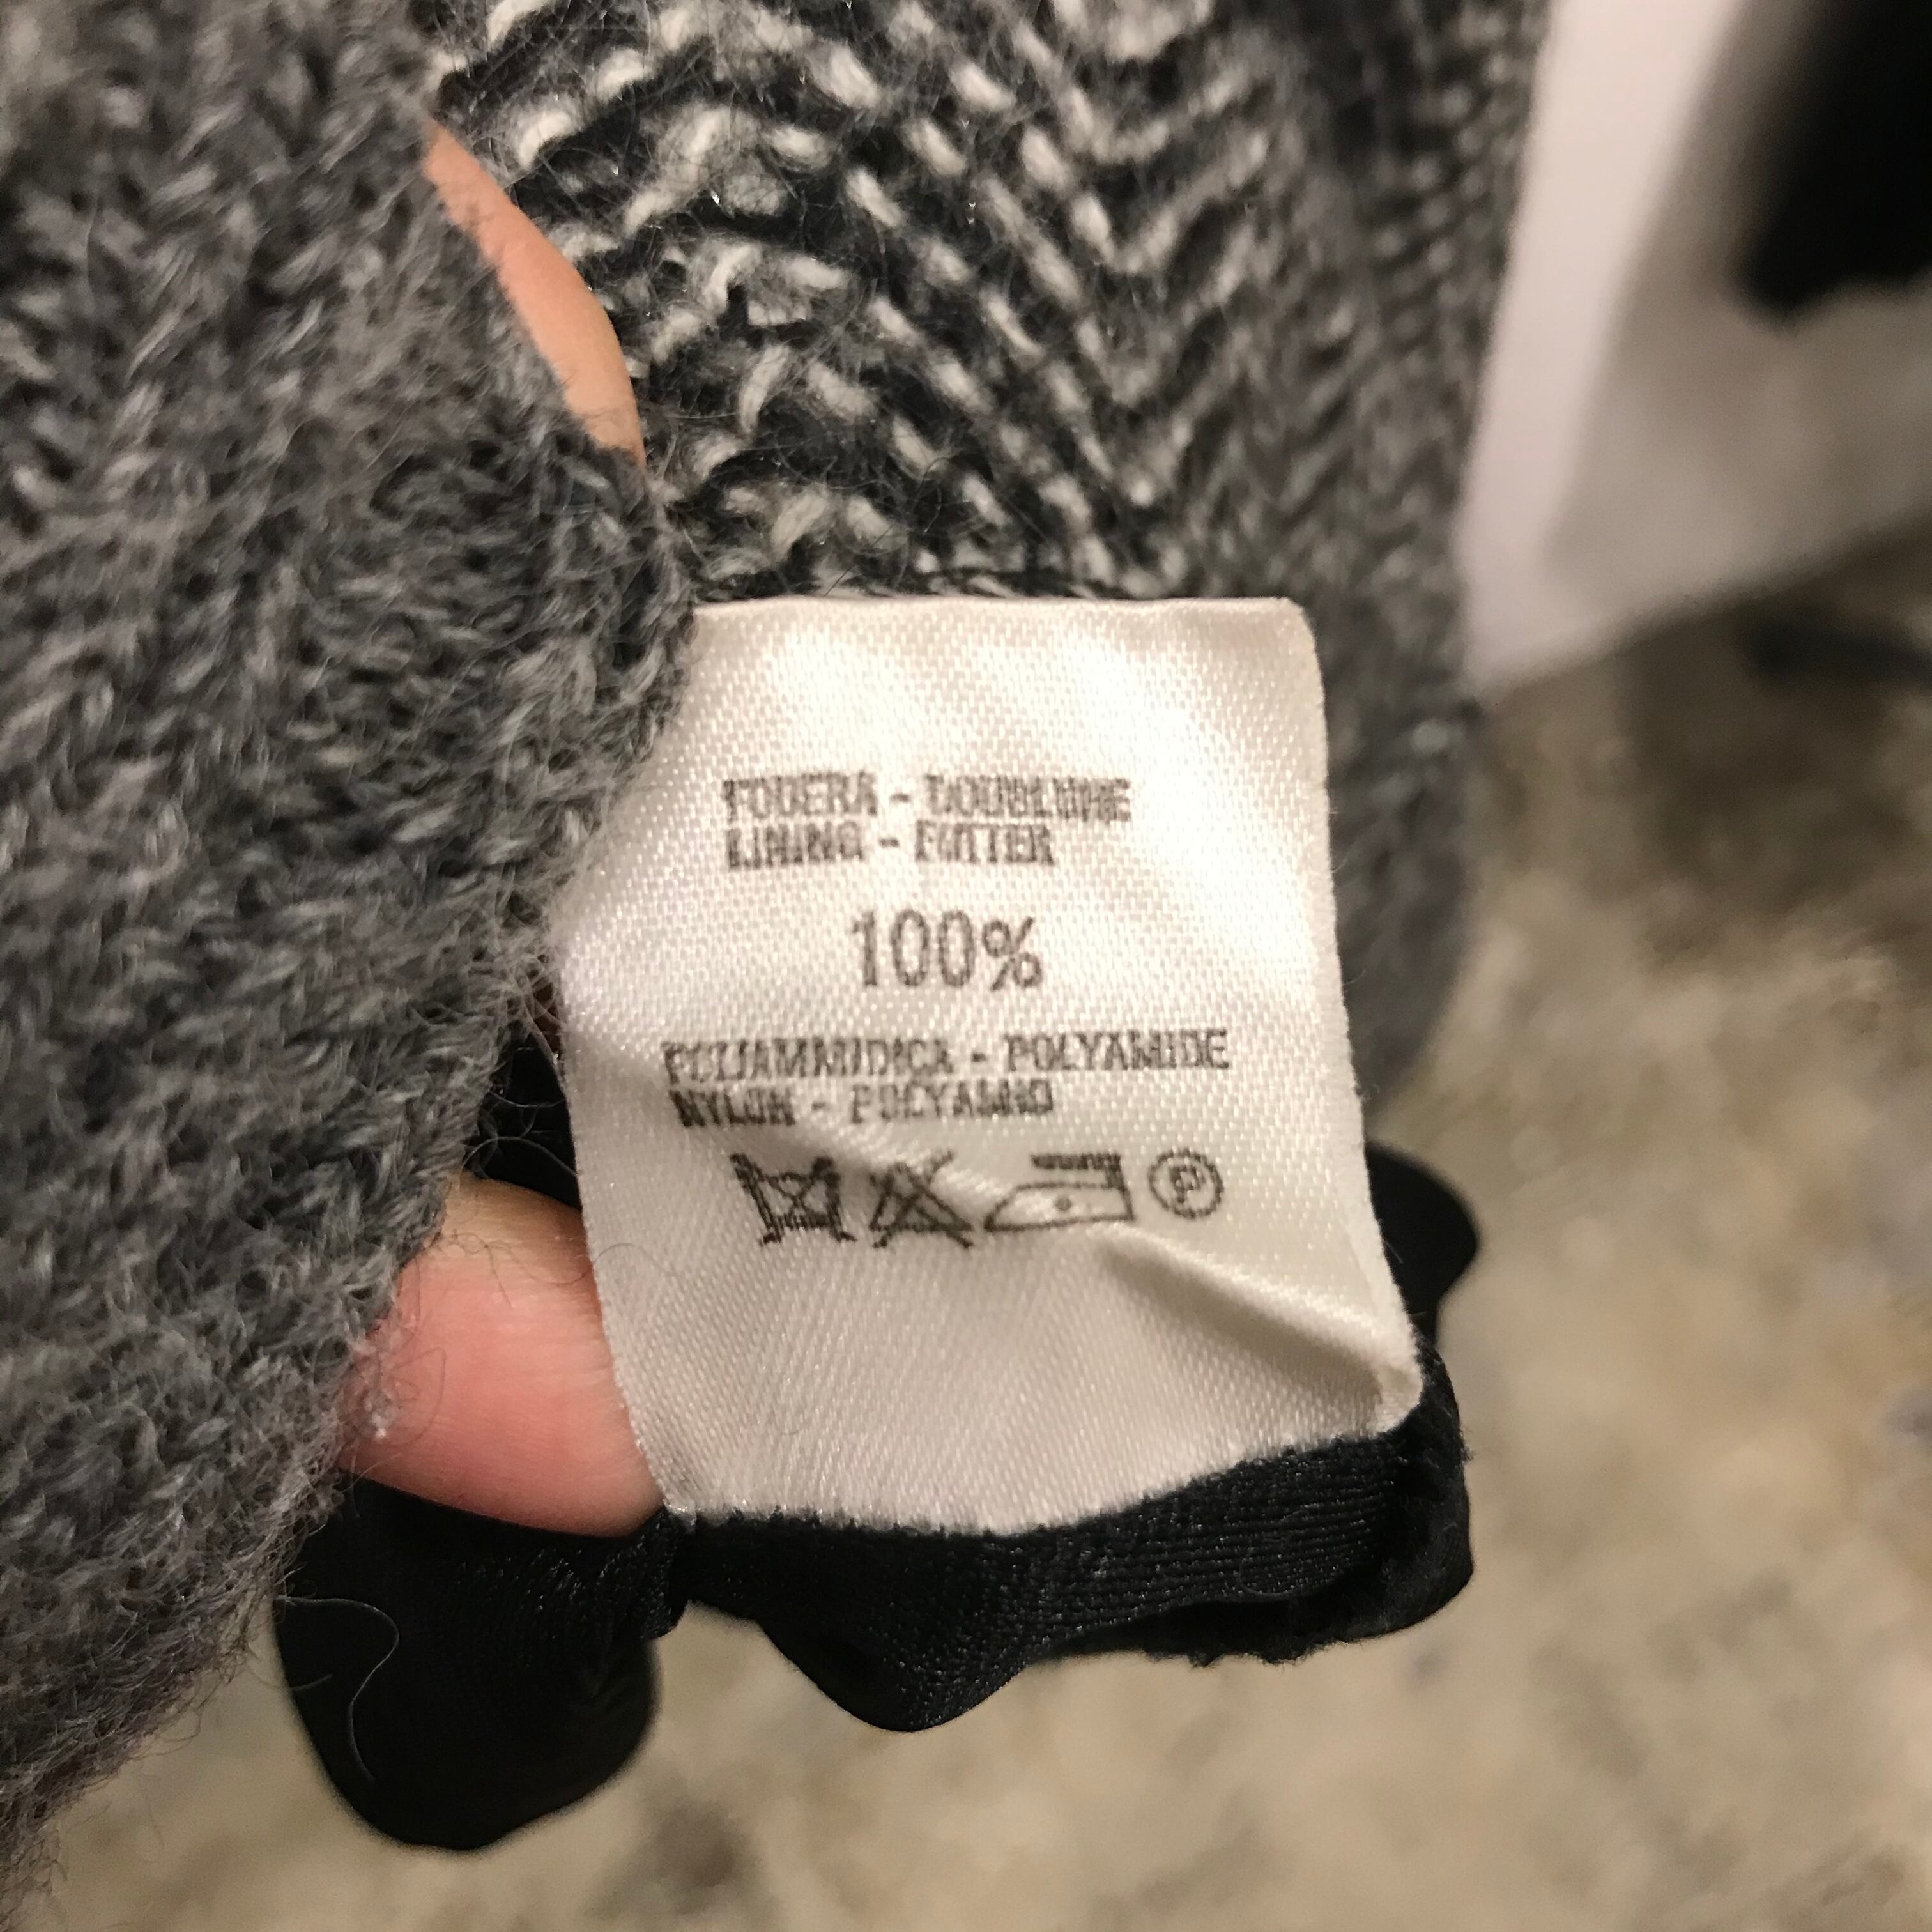 FODERA - DOUBLURE
LINING - FUTTER
100%
POLIAMMIDICA - POLYAMIDE
NYLON - POLYAMID
P